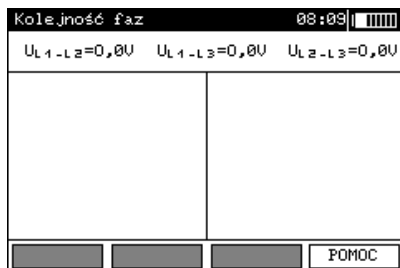 Kolejność faz 08:09
UL1-L2=0,0V UL1-L3=0,0V UL2-L3=0,0V
POMOC